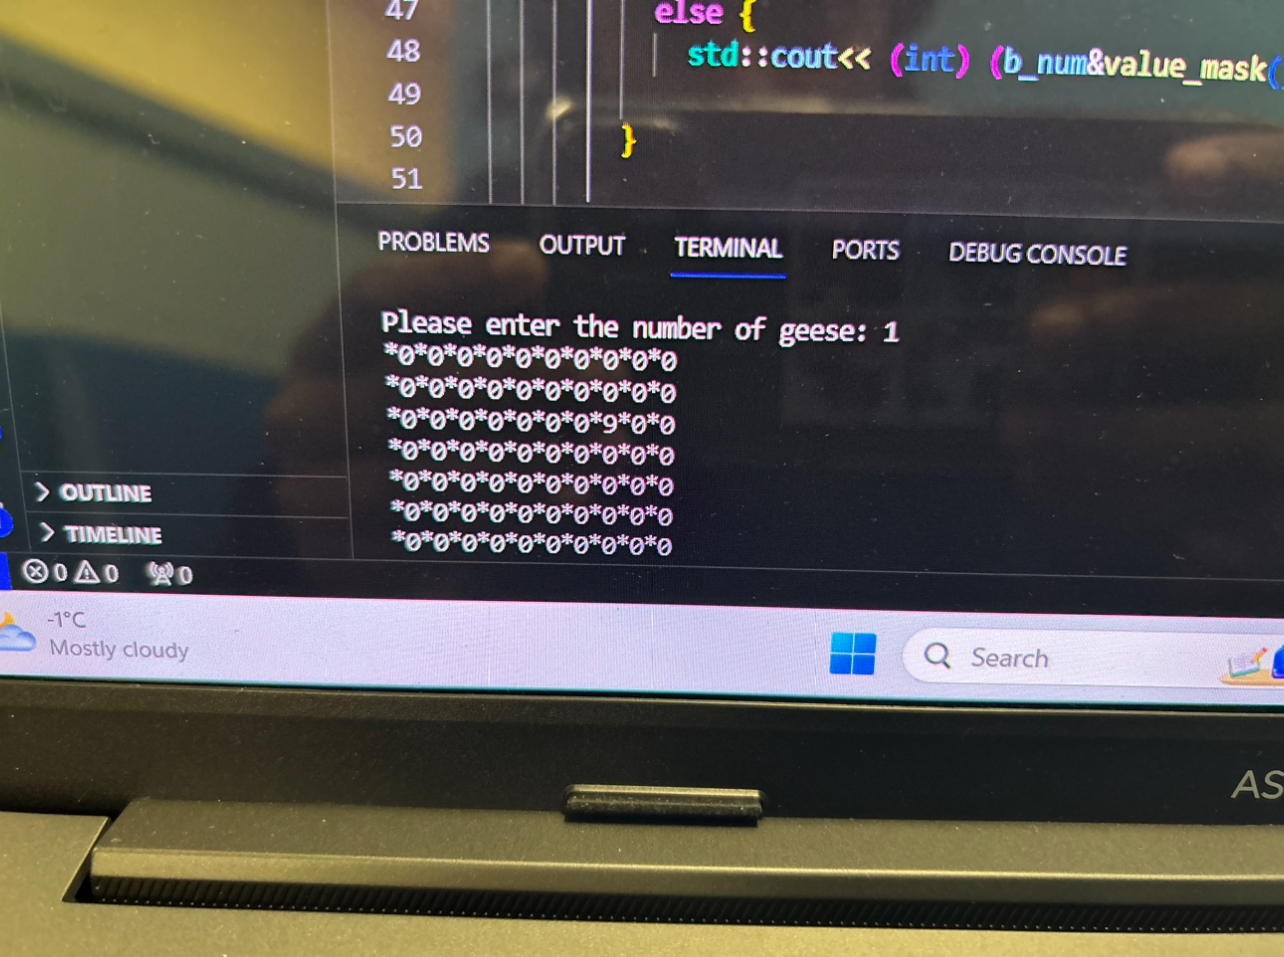 47 else {
48 std::cout<< (int) (b_num&value_mask(
49
50 }
51
PROBLEMS OUTPUT TERMINAL PORTS DEBUG CONSOLE
Please enter the number of geese: 1
*0*0*0*0*0*0*0*0*0*0
*0*0*0*0*0*0*0*0*0*0
*0*0*0*0*0*0*0*9*0*0
*0*0*0*0*0*0*0*0*0*0
*0*0*0*0*0*0*0*0*0*0
*0*0*0*0*0*0*0*0*0*0
*0*0*0*0*0*0*0*0*0*0
> OUTLINE
> TIMELINE
0 0 0
-1°C
Mostly cloudy
Search
AS